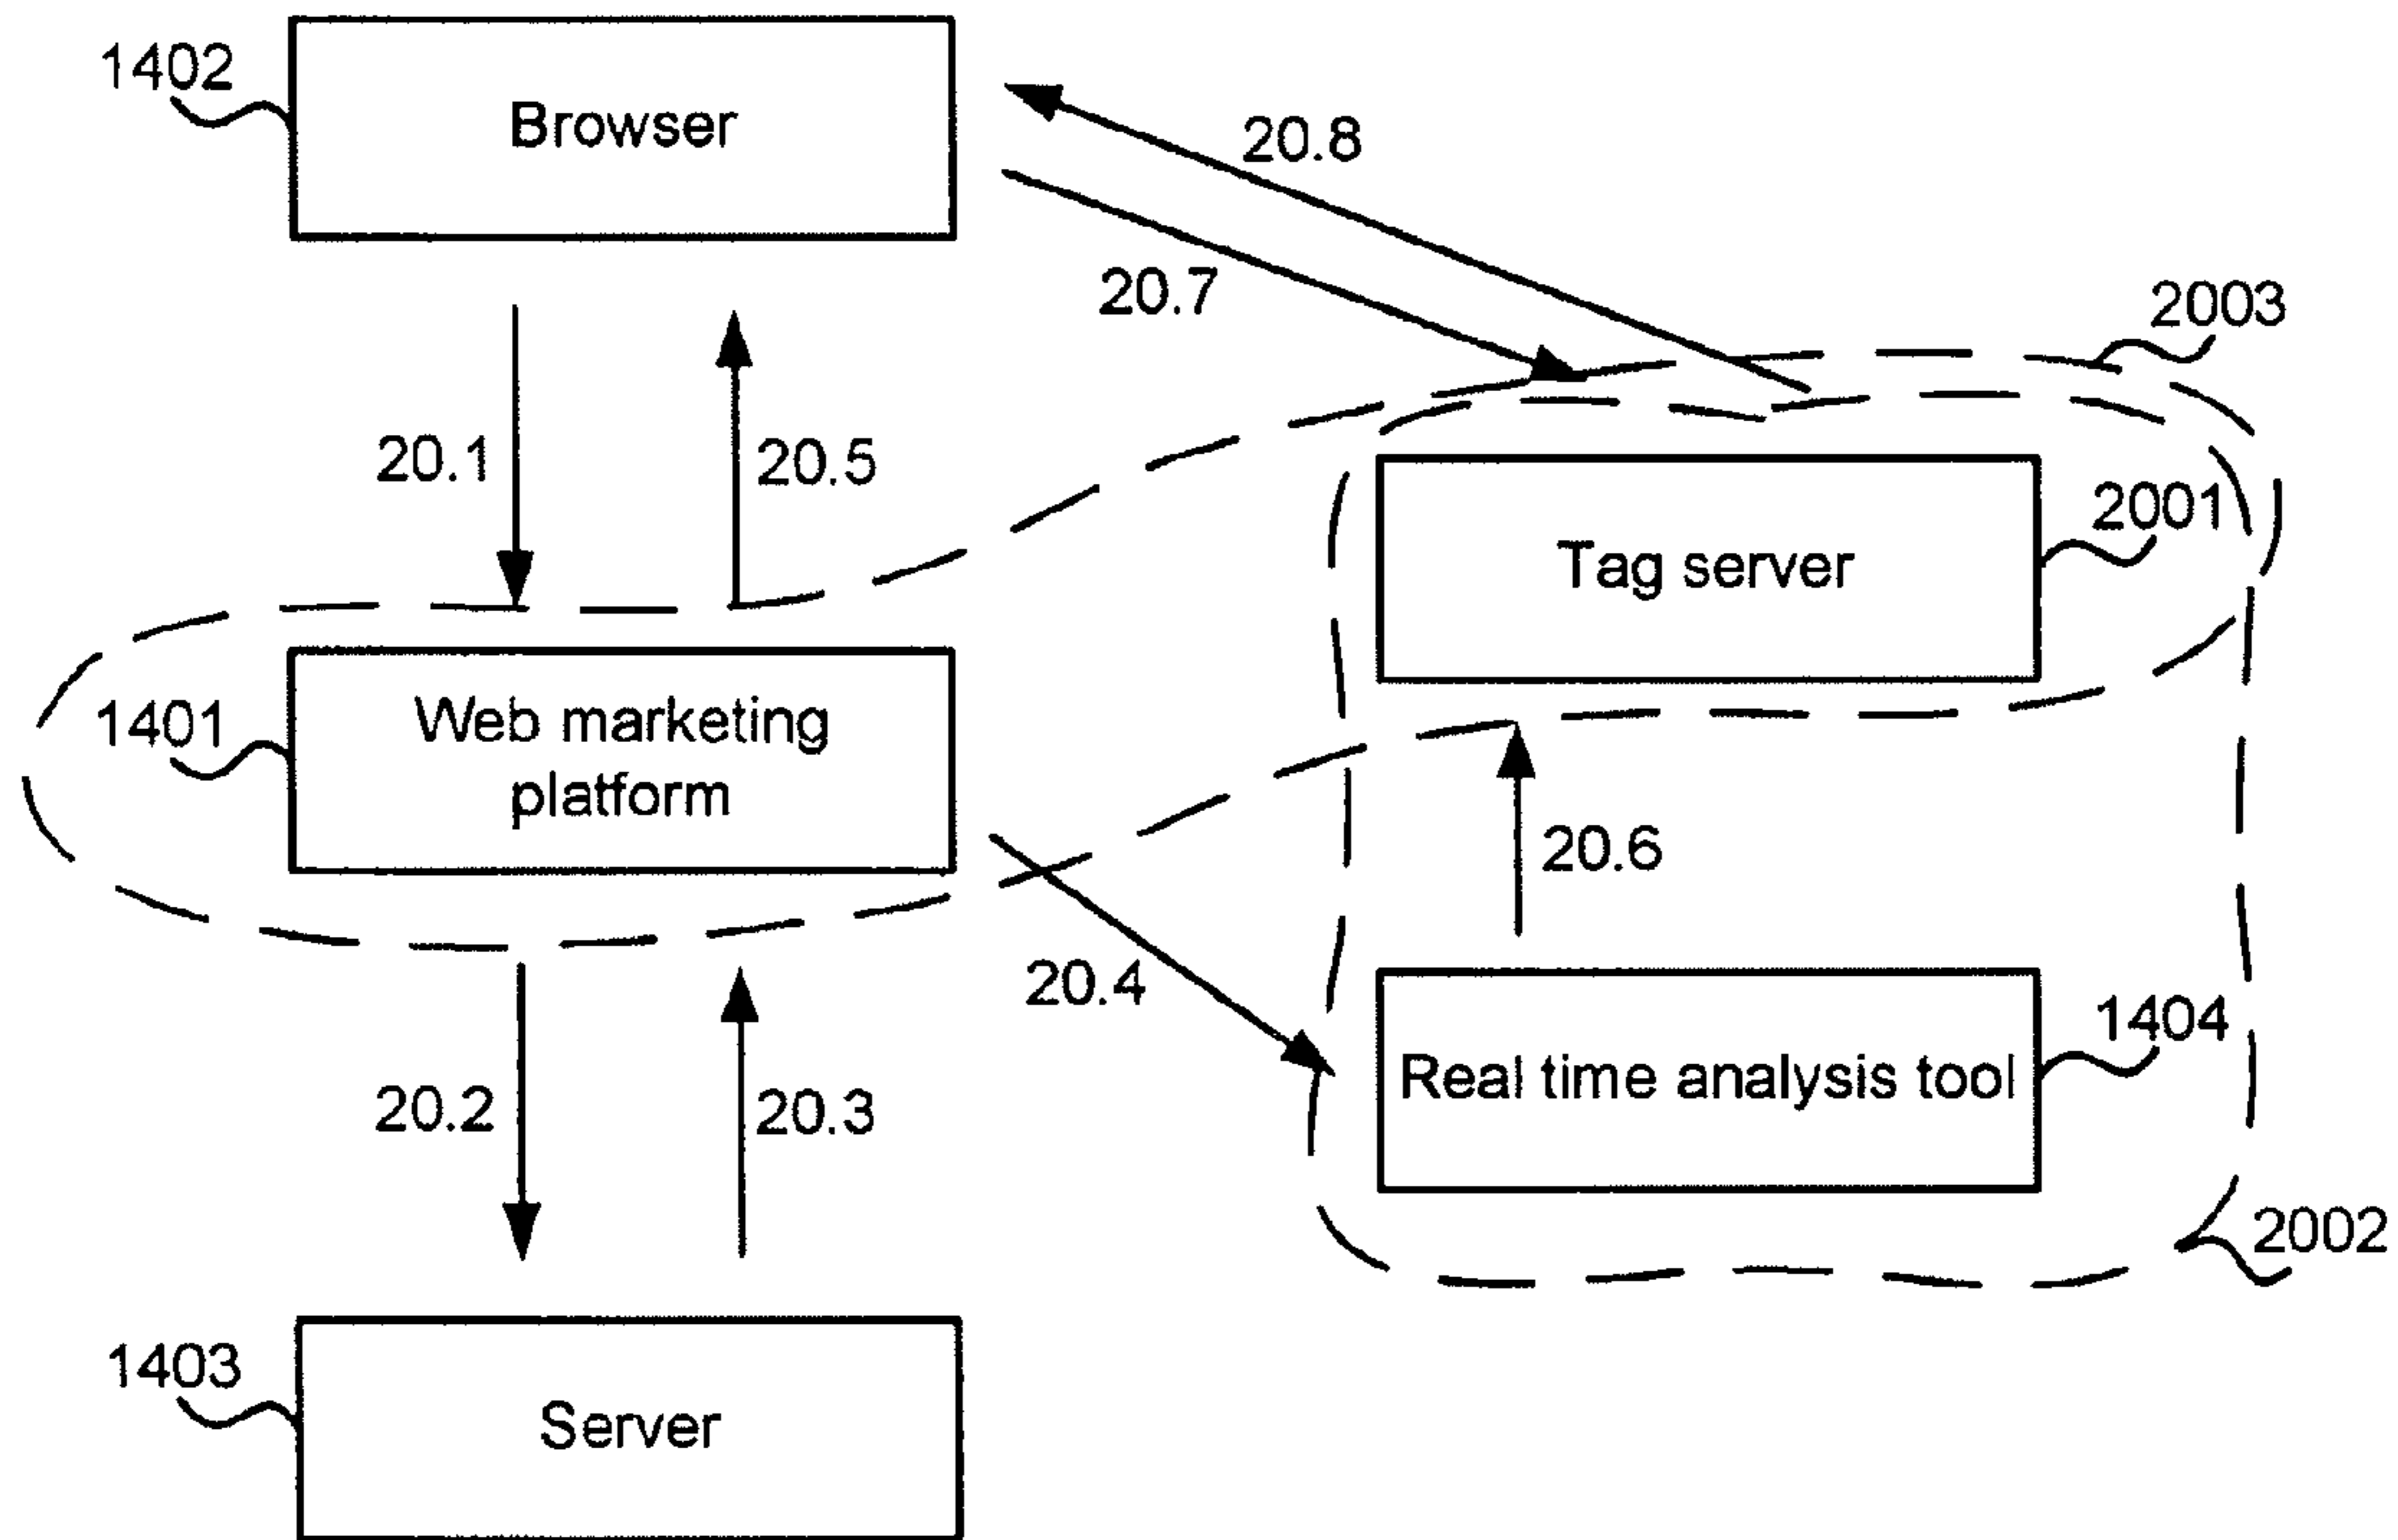 1402
Browser
20.8
20.7
2003
20.1
20.5
2001
Tag server
1401
Web marketing
platform
20.6
20.4
1404
Real time analysis tool
20.2
20.3
2002
1403
Server